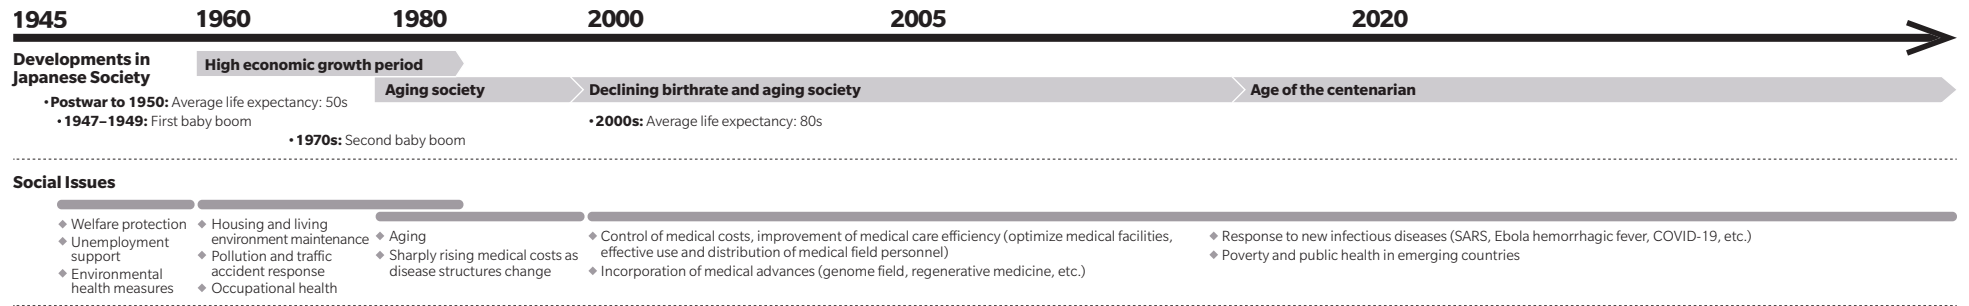 1945 1960 1980 2000 2005 2020
Developments in
Japanese Society
High economic growth period
Aging society
Declining birthrate and aging society
Age of the centenarian
•Postwar to 1950: Average life expectancy: 50s
•1947–1949: First baby boom
•1970s: Second baby boom
•2000s: Average life expectancy: 80s
Social Issues
◆ Welfare protection
◆ Unemployment
support
◆ Environmental
health measures
◆ Housing and living
environment maintenance
◆ Pollution and traffic
accident response
◆ Occupational health
◆ Aging
◆ Sharply rising medical costs as
disease structures change
◆ Control of medical costs, improvement of medical care efficiency (optimize medical facilities,
effective use and distribution of medical field personnel)
◆ Incorporation of medical advances (genome field, regenerative medicine, etc.)
◆ Response to new infectious diseases (SARS, Ebola hemorrhagic fever, COVID-19, etc.)
◆ Poverty and public health in emerging countries